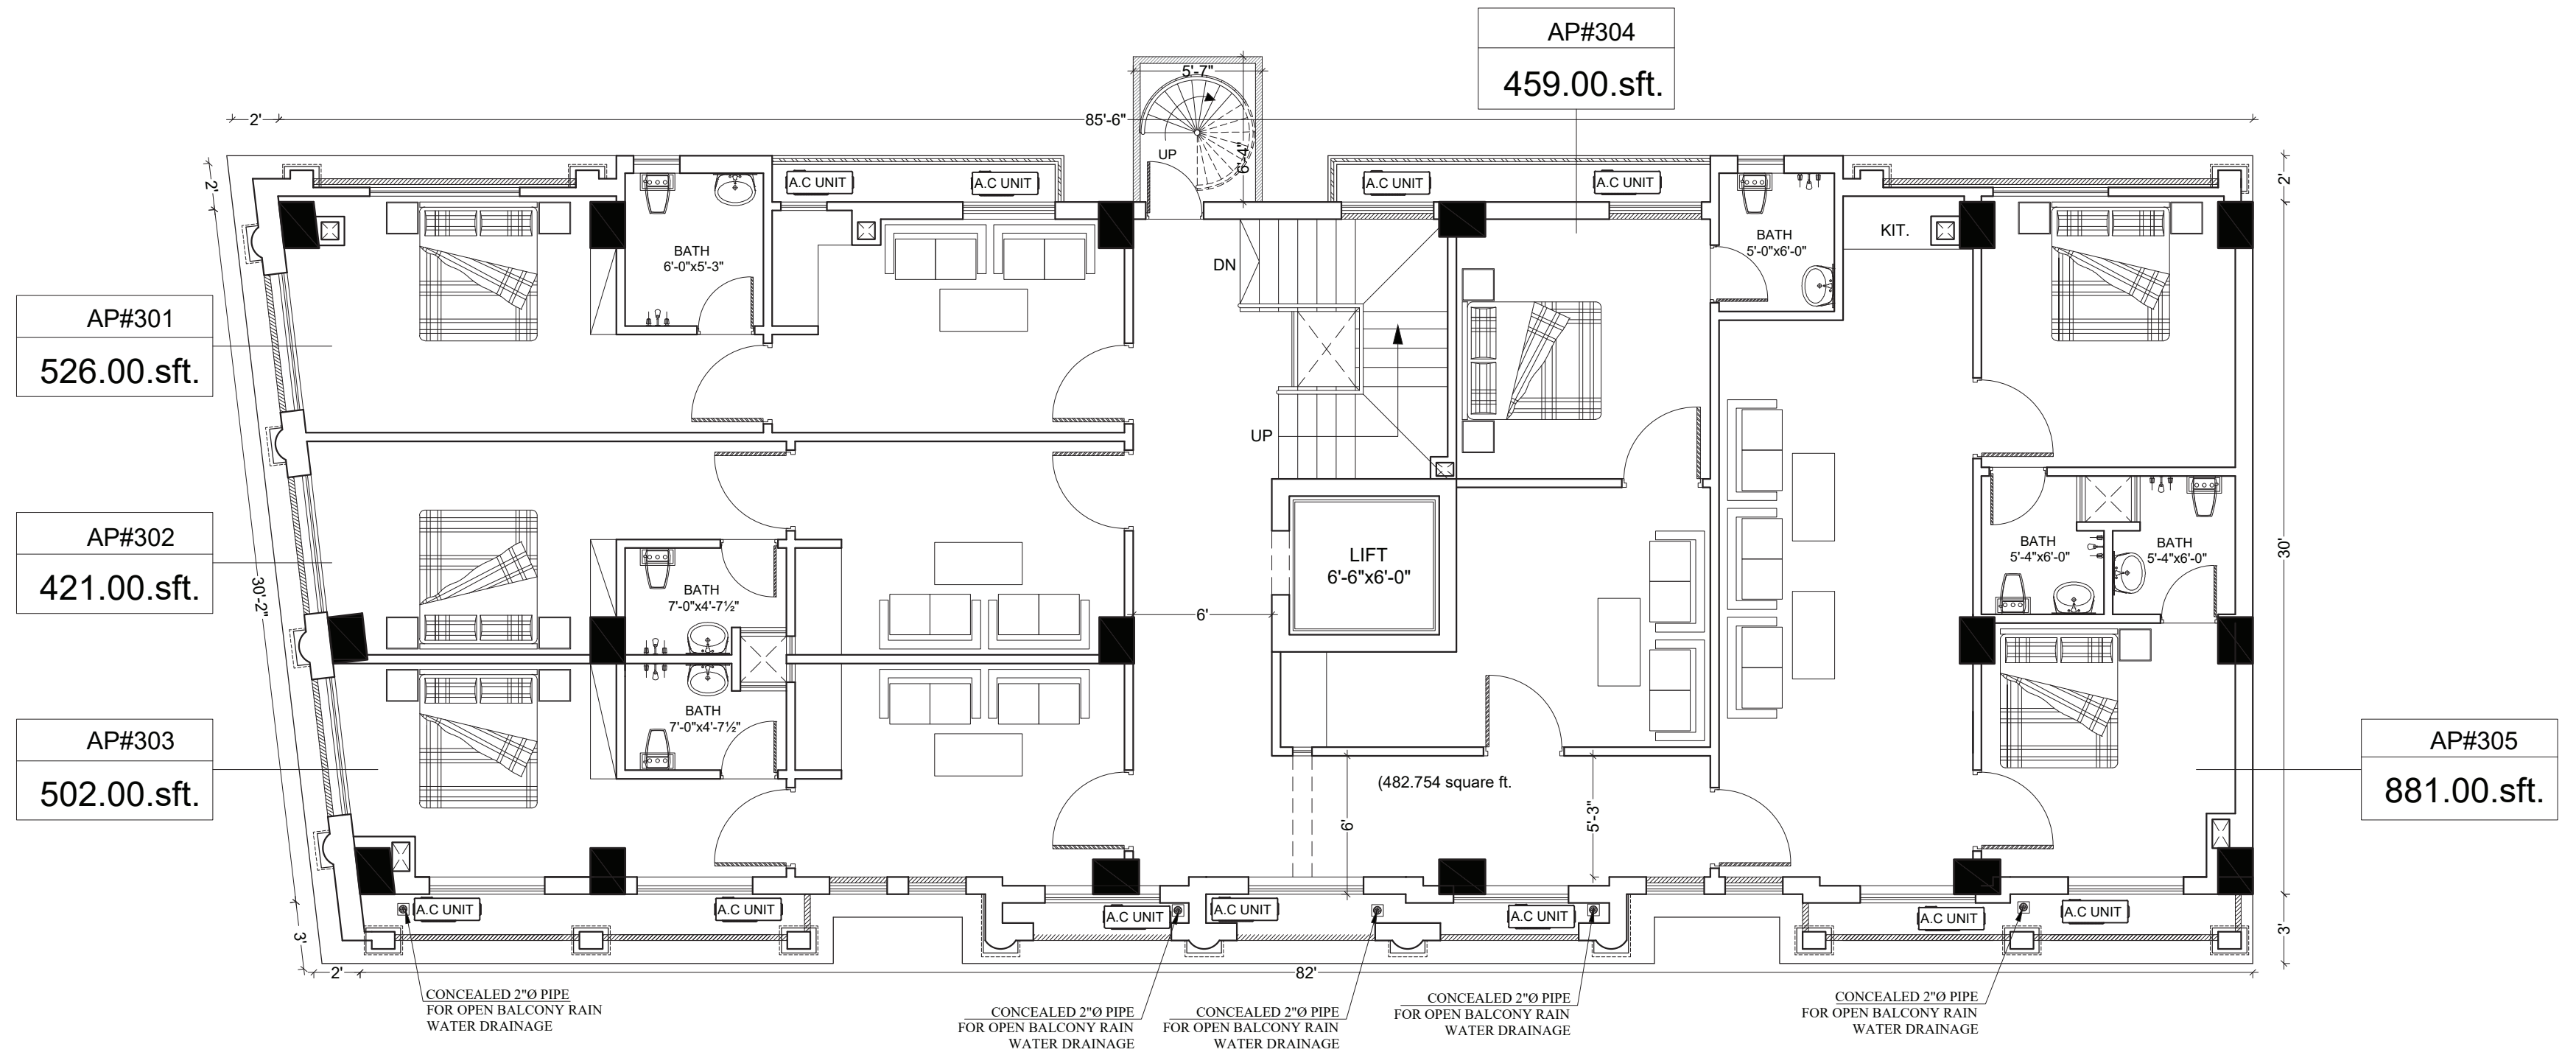 AP#304
459.00.sft.
5'-7"
2'
85'-6"
6'-4"
UP
2'
2'
A.C UNIT
A.C UNIT
A.C UNIT
A.C UNIT
BATH
6'-0"x5'-3"
DN
BATH
5'-0"x6'-0"
KIT.
AP#301
526.00.sft.
UP
AP#302
421.00.sft.
30'-2"
BATH
7'-0"x4'-7½"
6'
LIFT
6'-6"x6'-0"
BATH
5'-4"x6'-0"
BATH
5'-4"x6'-0"
30'
BATH
7'-0"x4'-7½"
AP#303
502.00.sft.
(482.754 square ft.
6'
5'-3"
AP#305
881.00.sft.
A.C UNIT
A.C UNIT
A.C UNIT
A.C UNIT
A.C UNIT
A.C UNIT
A.C UNIT
3'
3'
2'
82'
CONCEALED 2"Ø PIPE
FOR OPEN BALCONY RAIN
WATER DRAINAGE
CONCEALED 2"Ø PIPE
FOR OPEN BALCONY RAIN
WATER DRAINAGE
CONCEALED 2"Ø PIPE
FOR OPEN BALCONY RAIN
WATER DRAINAGE
CONCEALED 2"Ø PIPE
FOR OPEN BALCONY RAIN
WATER DRAINAGE
CONCEALED 2"Ø PIPE
FOR OPEN BALCONY RAIN
WATER DRAINAGE